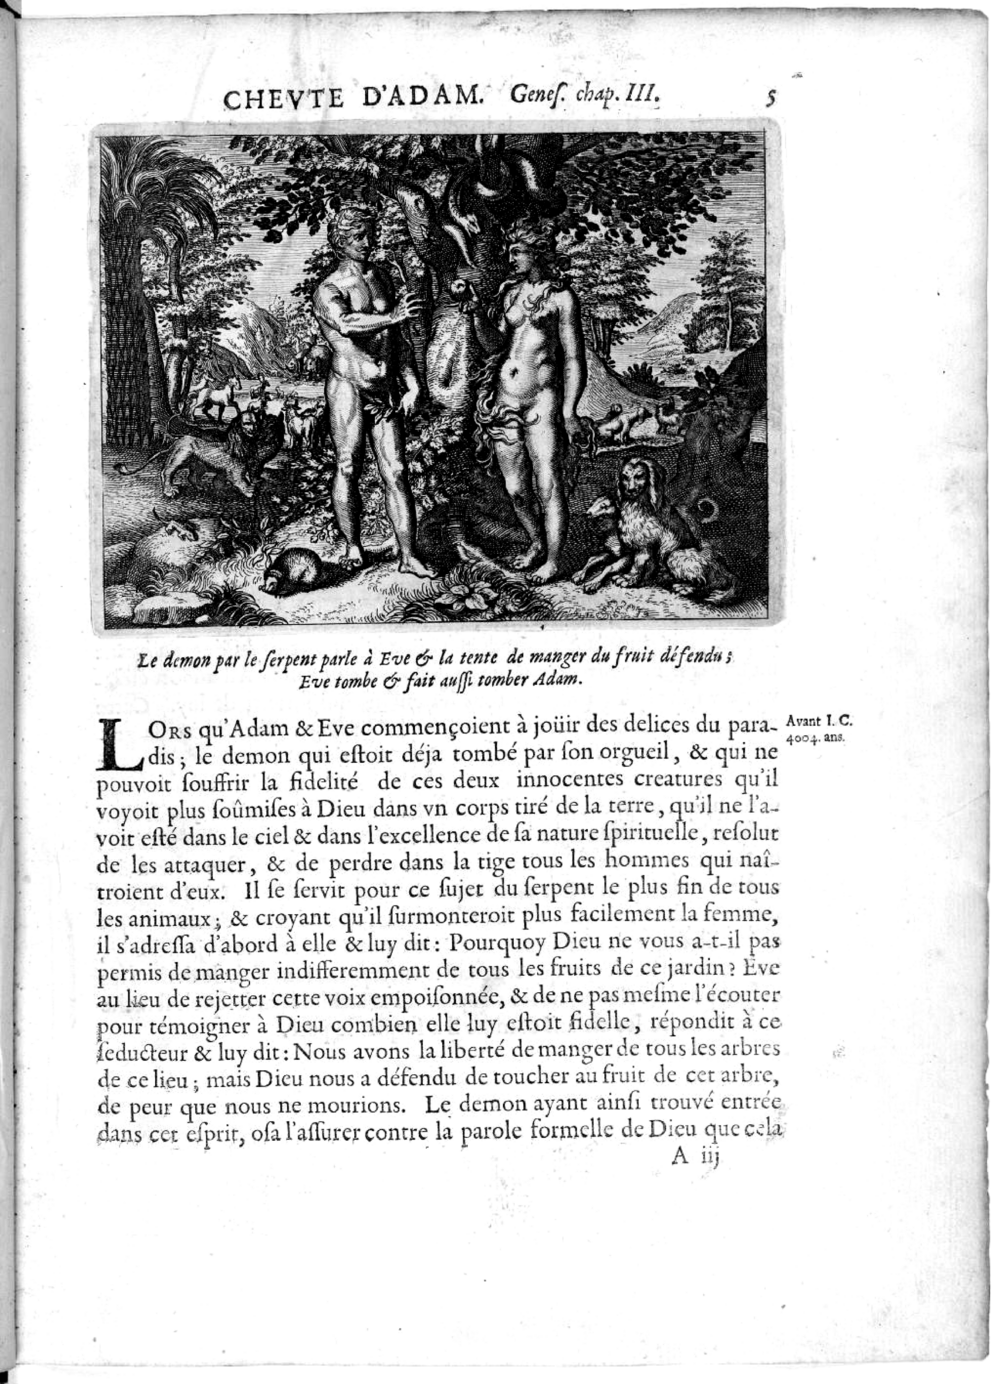 CHEVTE D'ADAM. Geneſ. chap. III. 5
Le demon par le ſerpent parle à Eve & la tente de manger du fruit défendu;
Eve tombe & fait auſſi tomber Adam.
LORS qu'Adam & Eve commençoient à joüir des delices du para-
dis; le demon qui eſtoit déja tombé par ſon orgueil, & qui ne
pouvoit ſouffrir la fidelité de ces deux innocentes creatures qu'il
voyoit plus ſoûmiſes à Dieu dans vn corps tiré de la terre, qu'il ne l'a-
voit eſté dans le ciel & dans l'excellence de ſa nature ſpirituelle, reſolut
de les attaquer, & de perdre dans la tige tous les hommes qui naî-
troient d'eux. Il ſe ſervit pour ce ſujet du ſerpent le plus fin de tous
les animaux; & croyant qu'il ſurmonteroit plus facilement la femme,
il s'adreſſa d'abord à elle & luy dit: Pourquoy Dieu ne vous a-t-il pas
permis de manger indifferemment de tous les fruits de ce jardin? Eve
au lieu de rejetter cette voix empoiſonnée, & de ne pas meſme l'écouter
pour témoigner à Dieu combien elle luy eſtoit fidelle, répondit à ce
ſeducteur & luy dit: Nous avons la liberté de manger de tous les arbres
de ce lieu; mais Dieu nous a défendu de toucher au fruit de cet arbre,
de peur que nous ne mourions. Le demon ayant ainſi trouvé entrée
dans cet eſprit, oſa l'aſſurer contre la parole formelle de Dieu que cela
Avant I. C.
4004. ans.
A iij